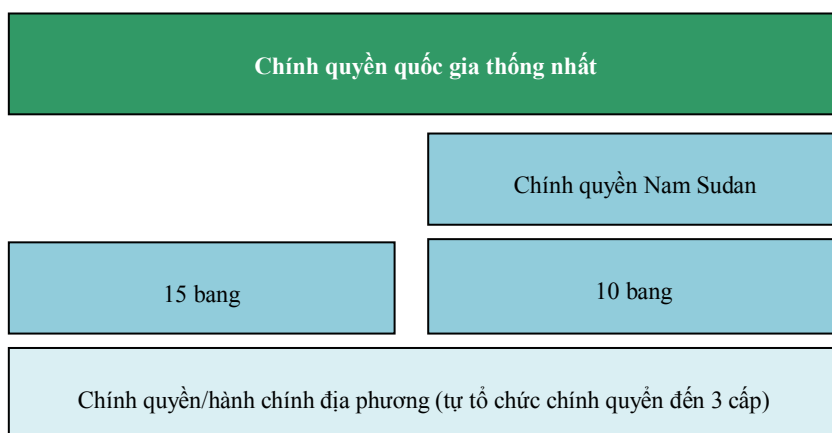 Chính quyền quốc gia thống nhất
Chính quyền Nam Sudan
15 bang
10 bang
Chính quyền/hành chính địa phương (tự tổ chức chính quyển đến 3 cấp)